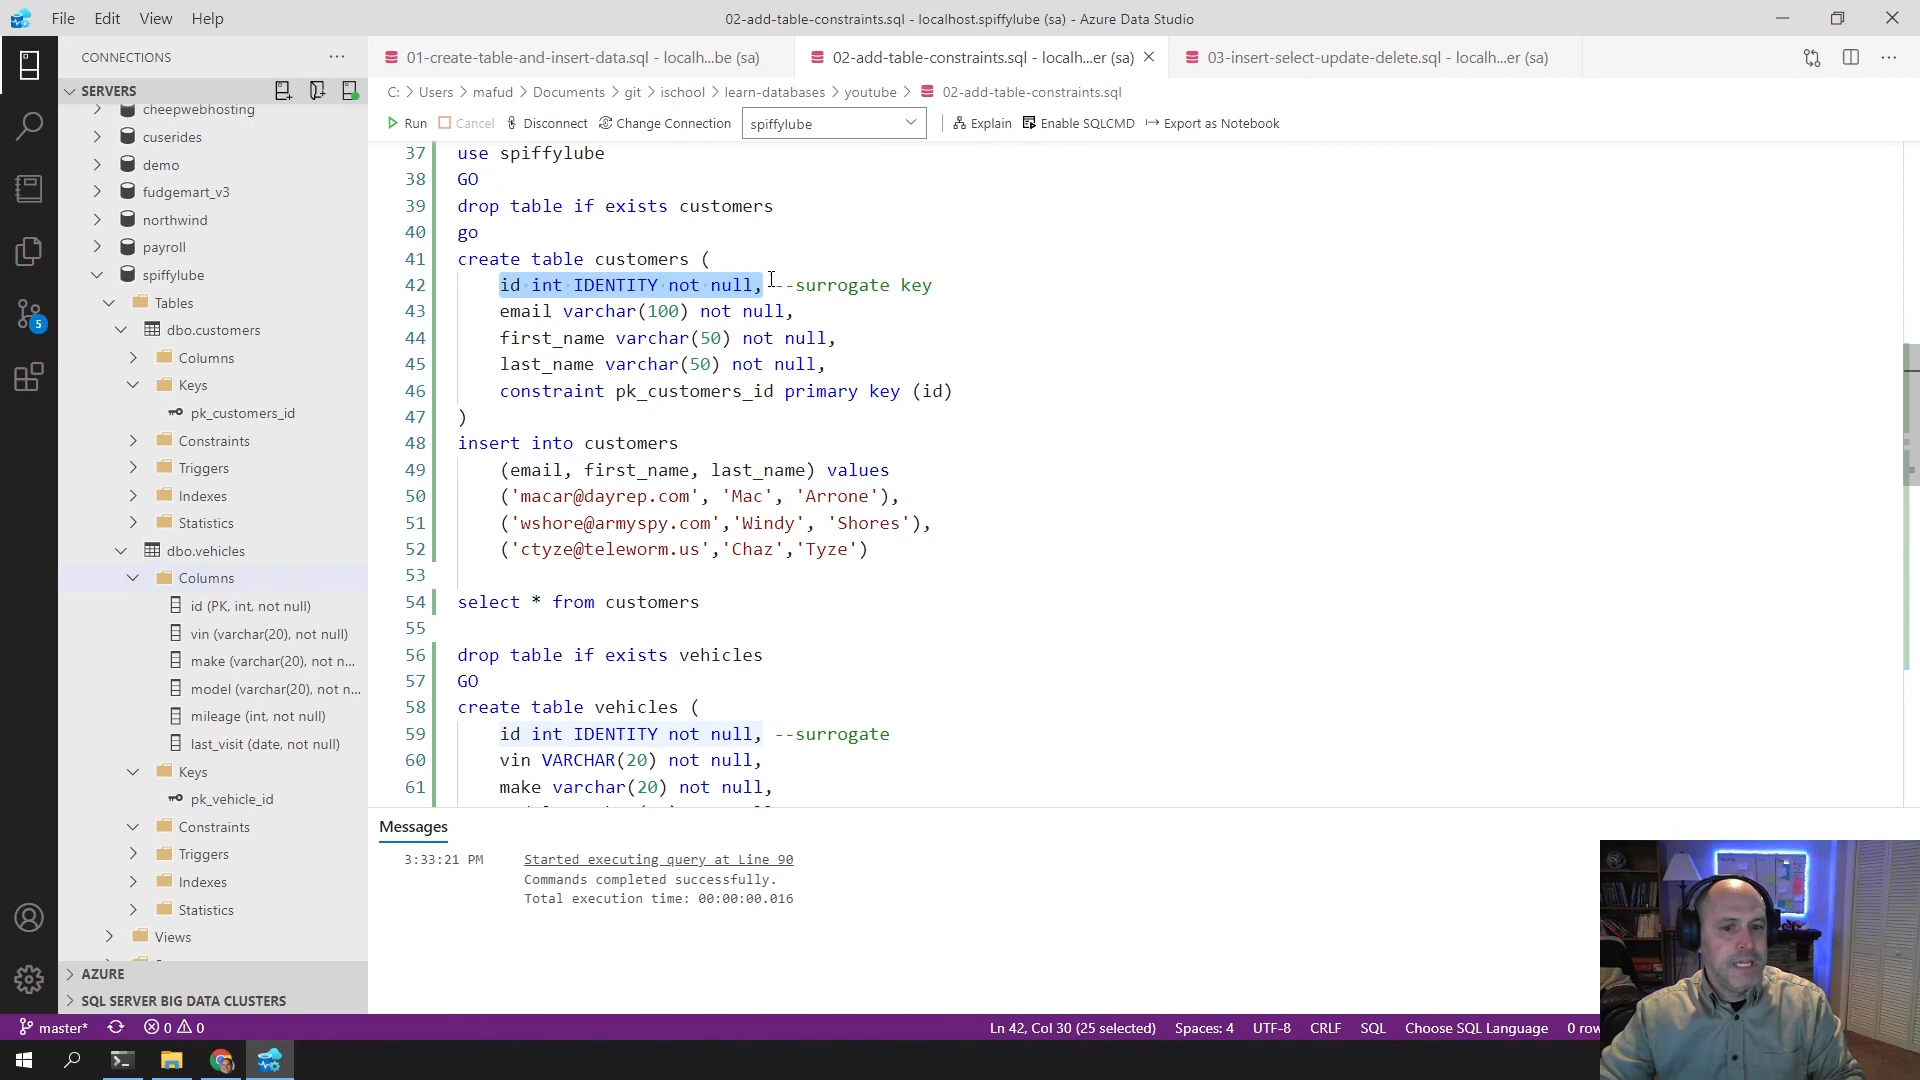 File Edit View Help
02-add-table-constraints.sql - localhost.spiffylube (sa) - Azure Data Studio
CONNECTIONS
01-create-table-and-insert-data.sql - localh...be (sa)
02-add-table-constraints.sql - localh...er (sa)
03-insert-select-update-delete.sql - localh...er (sa)
SERVERS
C: > Users > mafud > Documents > git > ischool > learn-databases > youtube > 02-add-table-constraints.sql
Run Cancel Disconnect Change Connection spiffylube Explain Enable SQLCMD Export as Notebook
cheepwebhosting
cuserides
demo
fudgemart_v3
northwind
payroll
spiffylube
Tables
dbo.customers
Columns
Keys
pk_customers_id
Constraints
Triggers
Indexes
Statistics
dbo.vehicles
Columns
id (PK, int, not null)
vin (varchar(20), not null)
make (varchar(20), not n...
model (varchar(20), not n...
mileage (int, not null)
last_visit (date, not null)
Keys
pk_vehicle_id
Constraints
Triggers
Indexes
Statistics
Views
AZURE
SQL SERVER BIG DATA CLUSTERS
5
37 use spiffylube
38 GO
39 drop table if exists customers
40 go
41 create table customers (
42 id int IDENTITY not null, --surrogate key
43 email varchar(100) not null,
44 first_name varchar(50) not null,
45 last_name varchar(50) not null,
46 constraint pk_customers_id primary key (id)
47 )
48 insert into customers
49 (email, first_name, last_name) values
50 ('macar@dayrep.com', 'Mac', 'Arrone'),
51 ('wshore@armyspy.com','Windy', 'Shores'),
52 ('ctyze@teleworm.us','Chaz','Tyze')
53
54 select * from customers
55
56 drop table if exists vehicles
57 GO
58 create table vehicles (
59 id int IDENTITY not null, --surrogate
60 vin VARCHAR(20) not null,
61 make varchar(20) not null,
Messages
3:33:21 PM Started executing query at Line 90
Commands completed successfully.
Total execution time: 00:00:00.016
master* 0 0 Ln 42, Col 30 (25 selected) Spaces: 4 UTF-8 CRLF SQL Choose SQL Language 0 row